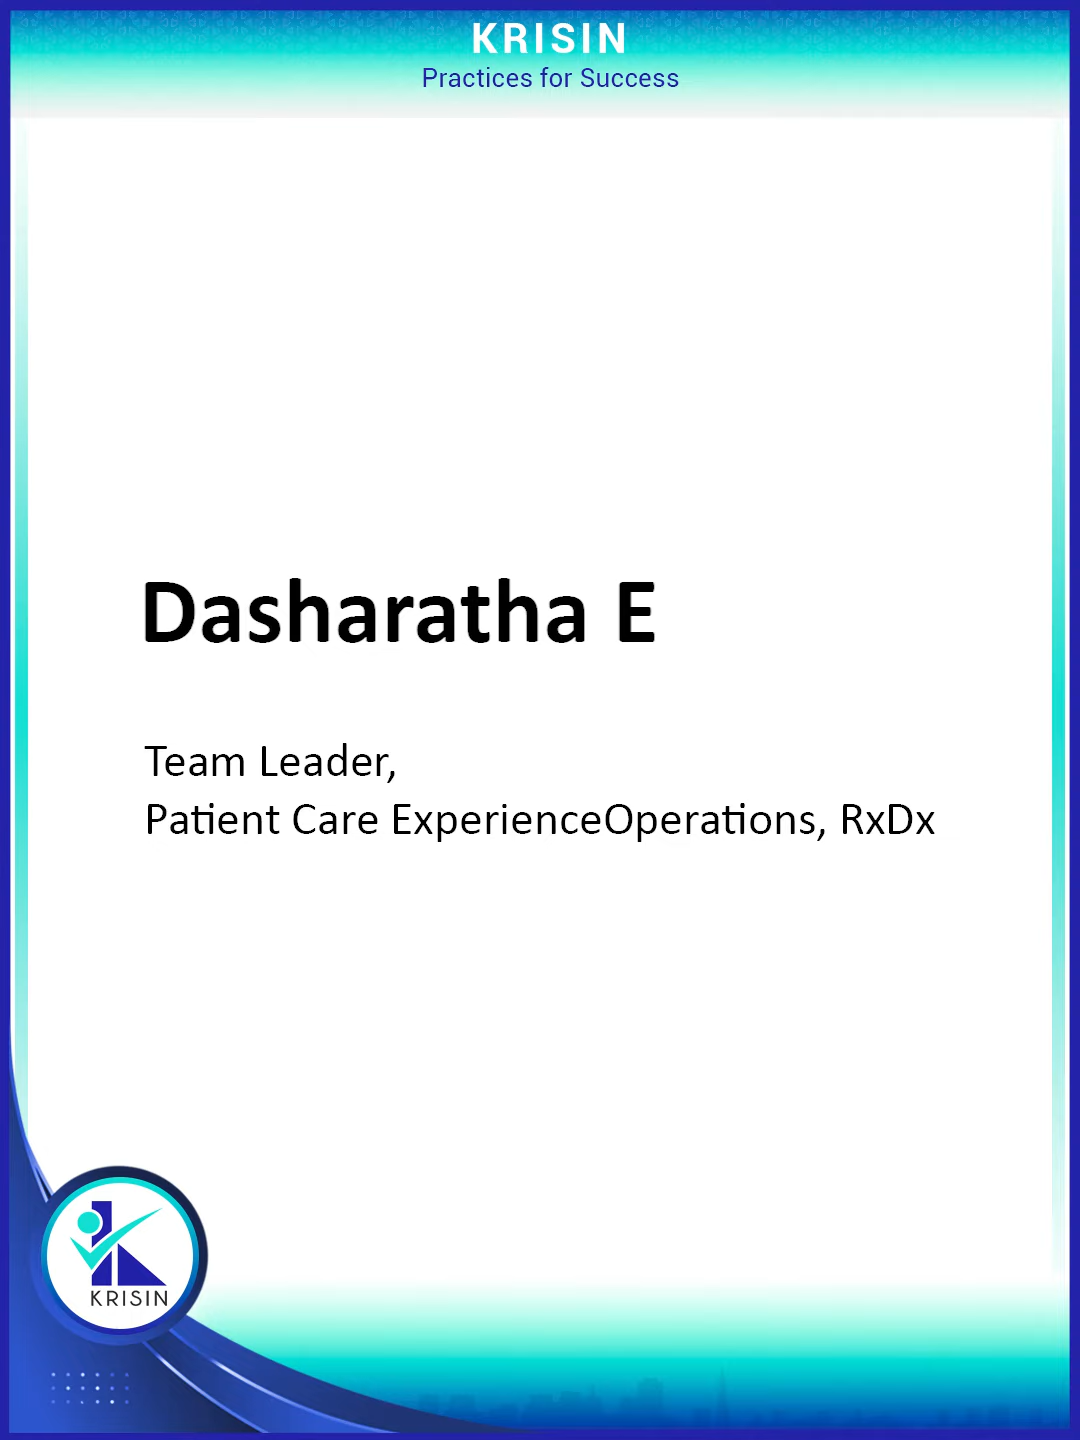 KRISIN
Practices for Success
Dasharatha E
Team Leader,
Patient Care ExperienceOperations, RxDx
KRISIN